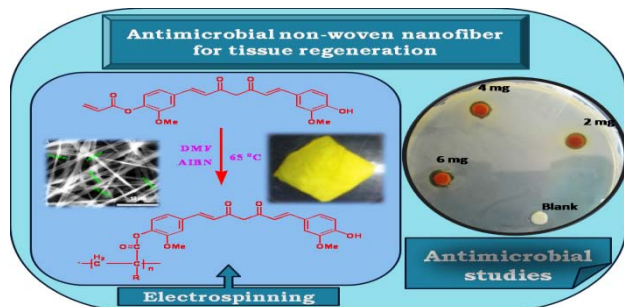 Antimicrobial non-woven nanofiber
for tissue regeneration
O
O
O
O
O
OMe
OH
OMe
DMF
AIBN
65 °C
O
O
O
O=C
OMe
OH
OMe
H2
C
C
n
R
Electrospinning
4 mg
2 mg
6 mg
Blank
Antimicrobial
studies